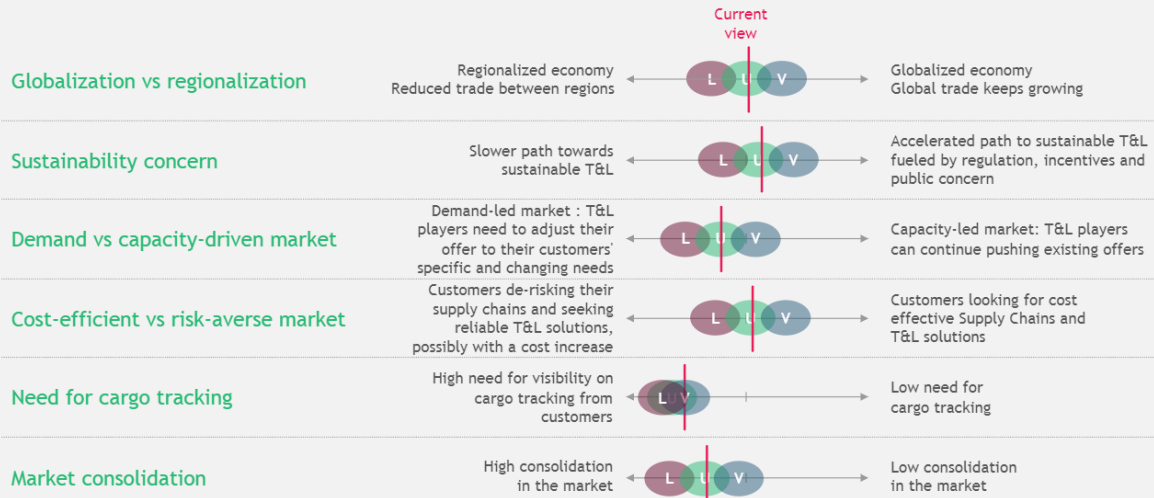 Current
view
Globalization vs regionalization
Regionalized economy
Reduced trade between regions
L U V
Globalized economy
Global trade keeps growing
Sustainability concern
Slower path towards
sustainable T&L
L U V
Accelerated path to sustainable T&L
fueled by regulation, incentives and
public concern
Demand vs capacity-driven market
Demand-led market : T&L
players need to adjust their
offer to their customers'
specific and changing needs
L U V
Capacity-led market: T&L players
can continue pushing existing offers
Cost-efficient vs risk-averse market
Customers de-risking their
supply chains and seeking
reliable T&L solutions,
possibly with a cost increase
L U V
Customers looking for cost
effective Supply Chains and
T&L solutions
Need for cargo tracking
High need for visibility on
cargo tracking from
customers
L U V
Low need for
cargo tracking
Market consolidation
High consolidation
in the market
L U V
Low consolidation
in the market